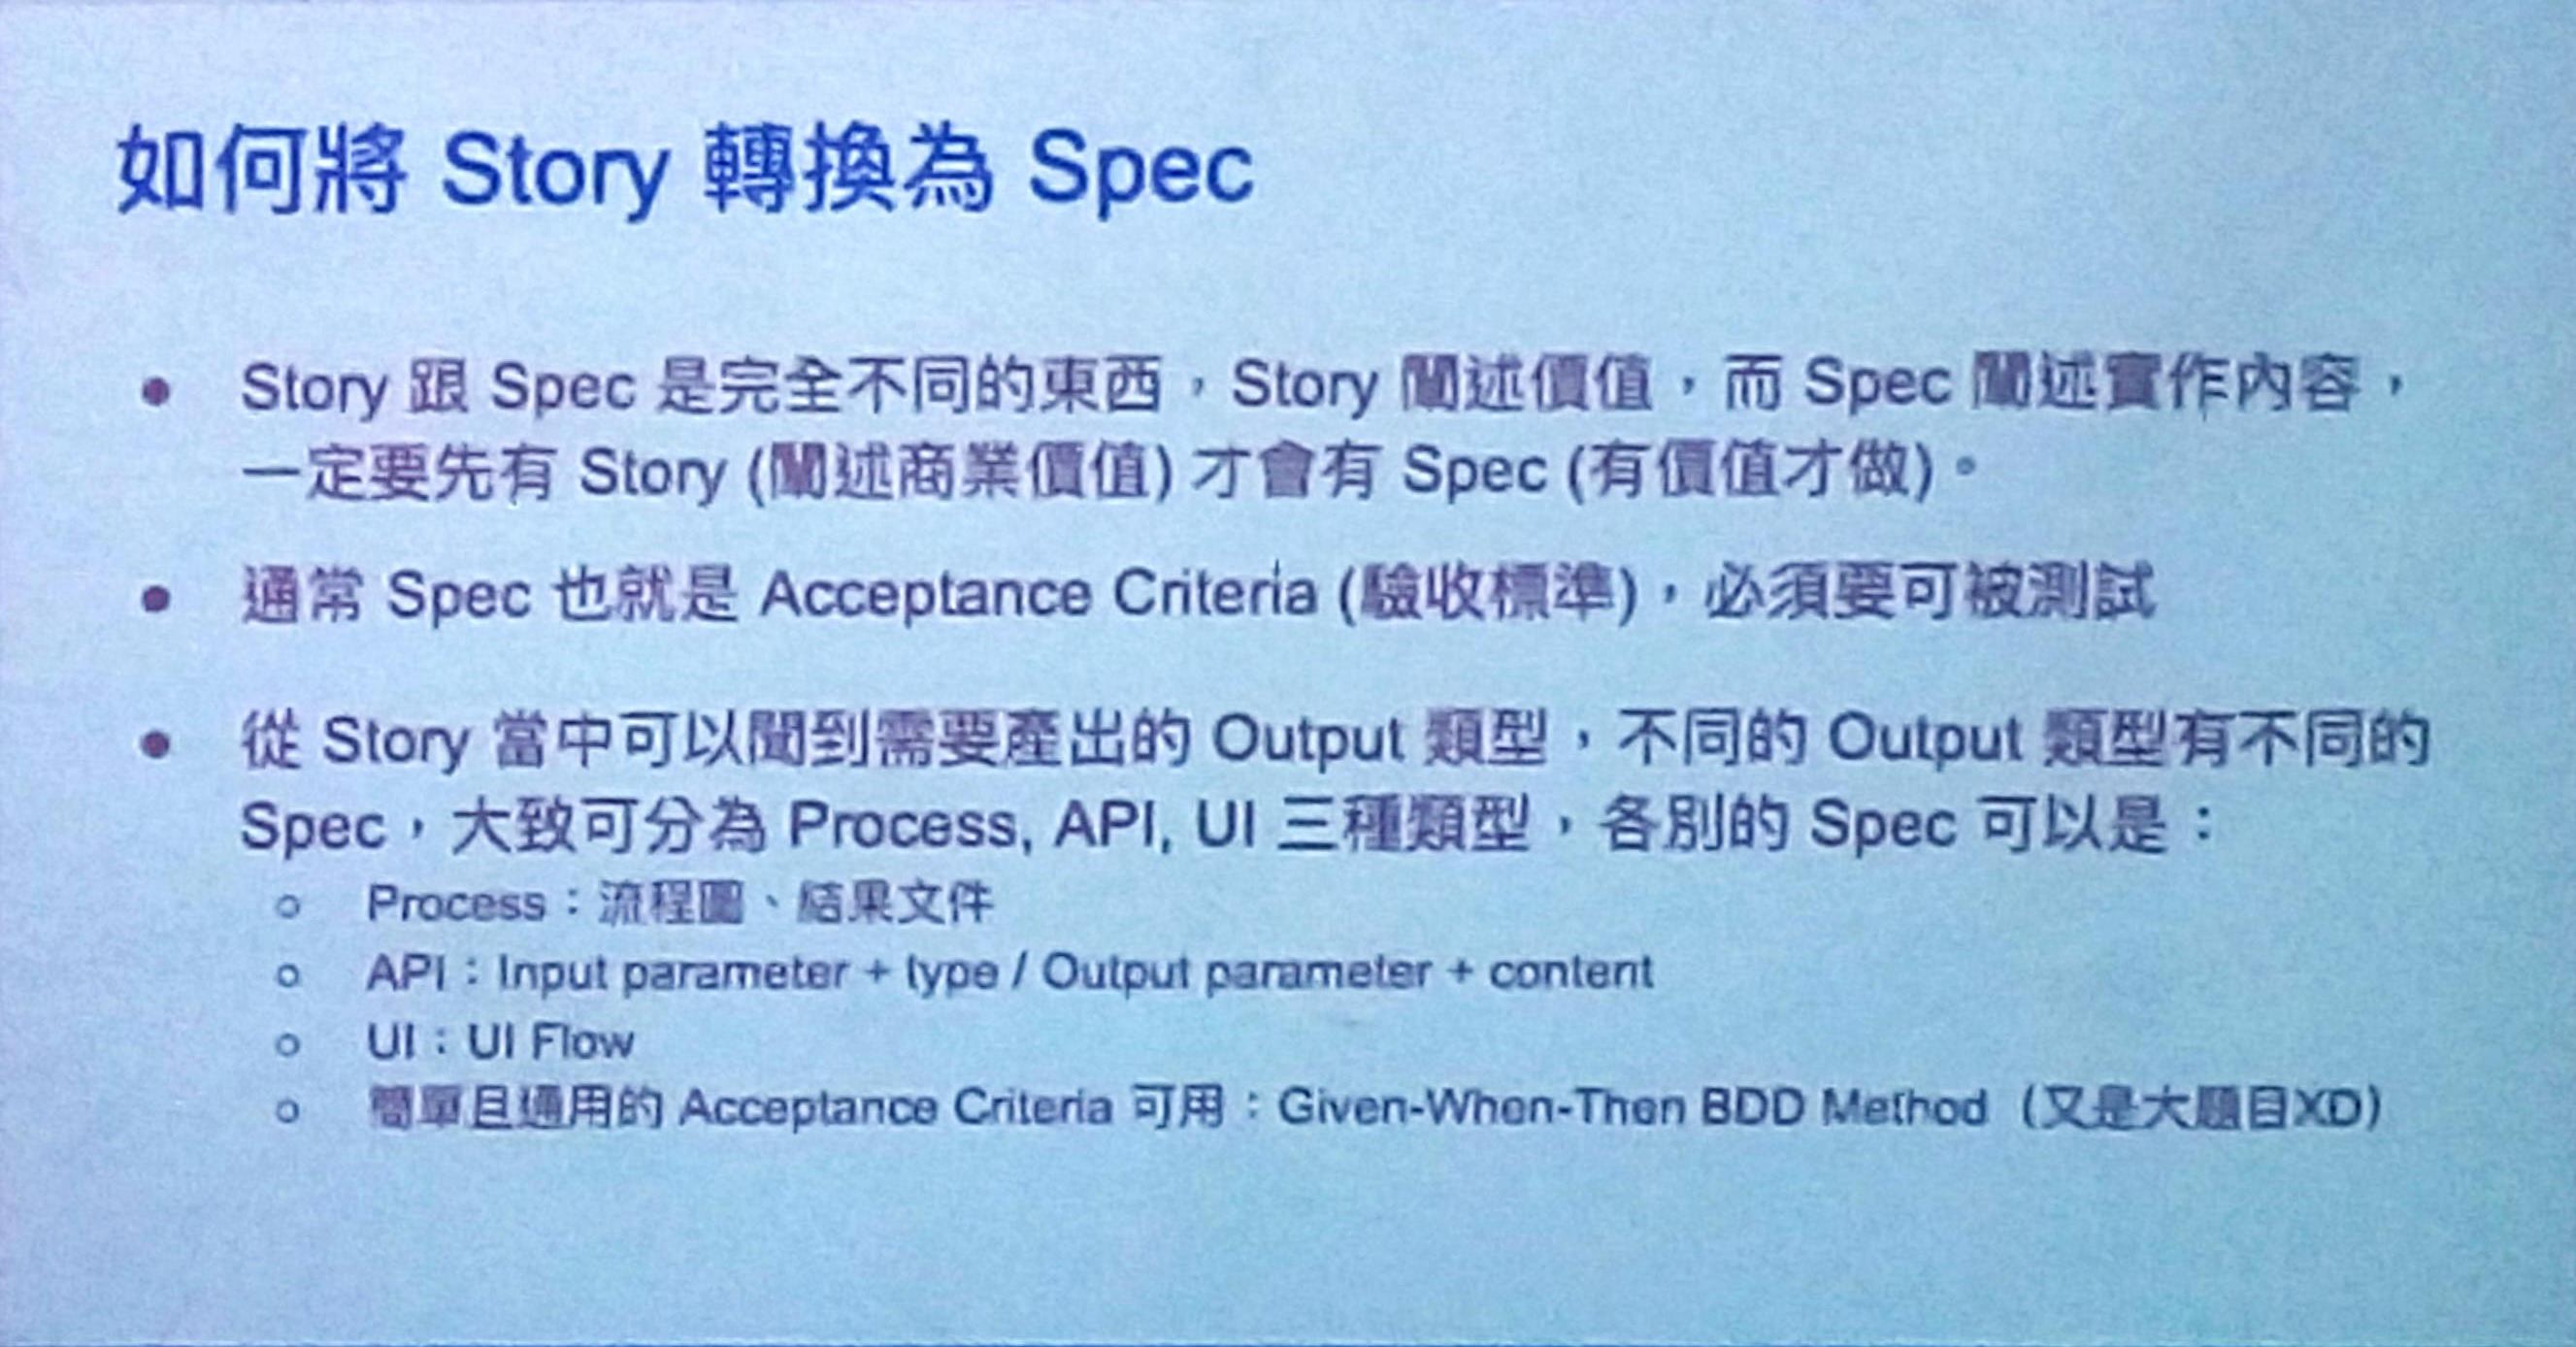 如何將 Story 轉換為 Spec
• Story 跟 Spec 是完全不同的東西，Story 闡述價值，而 Spec 闡述實作內容，
一定要先有 Story (闡述商業價值) 才會有 Spec (有價值才做)。
• 通常 Spec 也就是 Acceptance Criteria (驗收標準)，必須要可被測試
• 從 Story 當中可以聞到需要產出的 Output 類型，不同的 Output 類型有不同的
Spec，大致可分為 Process, API, UI 三種類型，各別的 Spec 可以是：
○ Process：流程圖、結果文件
○ API：Input parameter + type / Output parameter + content
○ UI：UI Flow
○ 簡單且通用的 Acceptance Criteria 可用：Given-When-Then BDD Method（又是大題目XD）